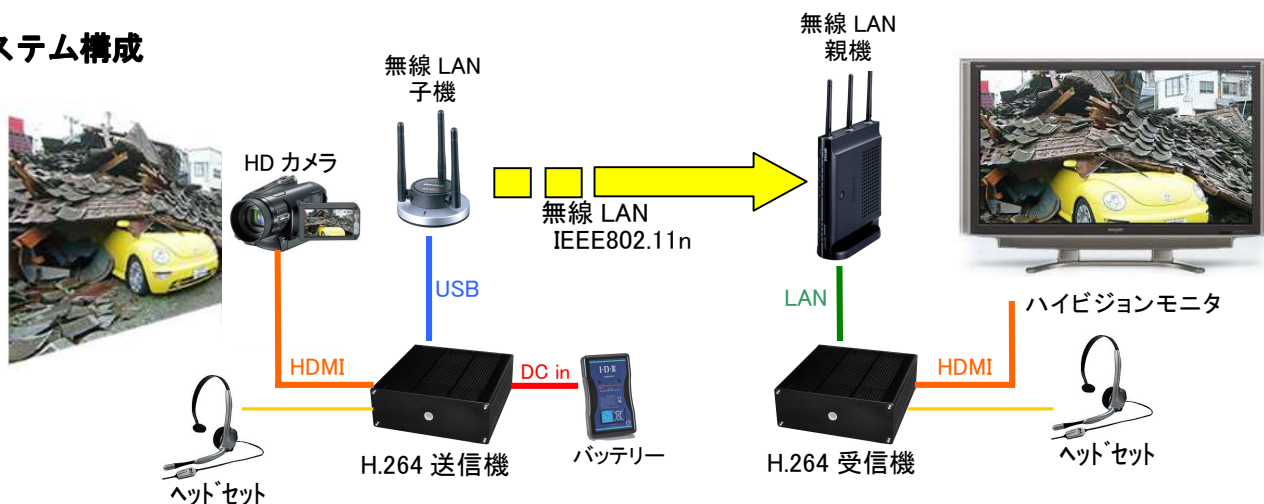 ステム構成
無線 LAN
子機
無線 LAN
親機
HD カメラ
無線 LAN
IEEE802.11n
USB
LAN
ハイビジョンモニタ
HDMI
DC in
HDMI
H.264 送信機
バッテリー
H.264 受信機
ヘッドセット
ヘッドセット